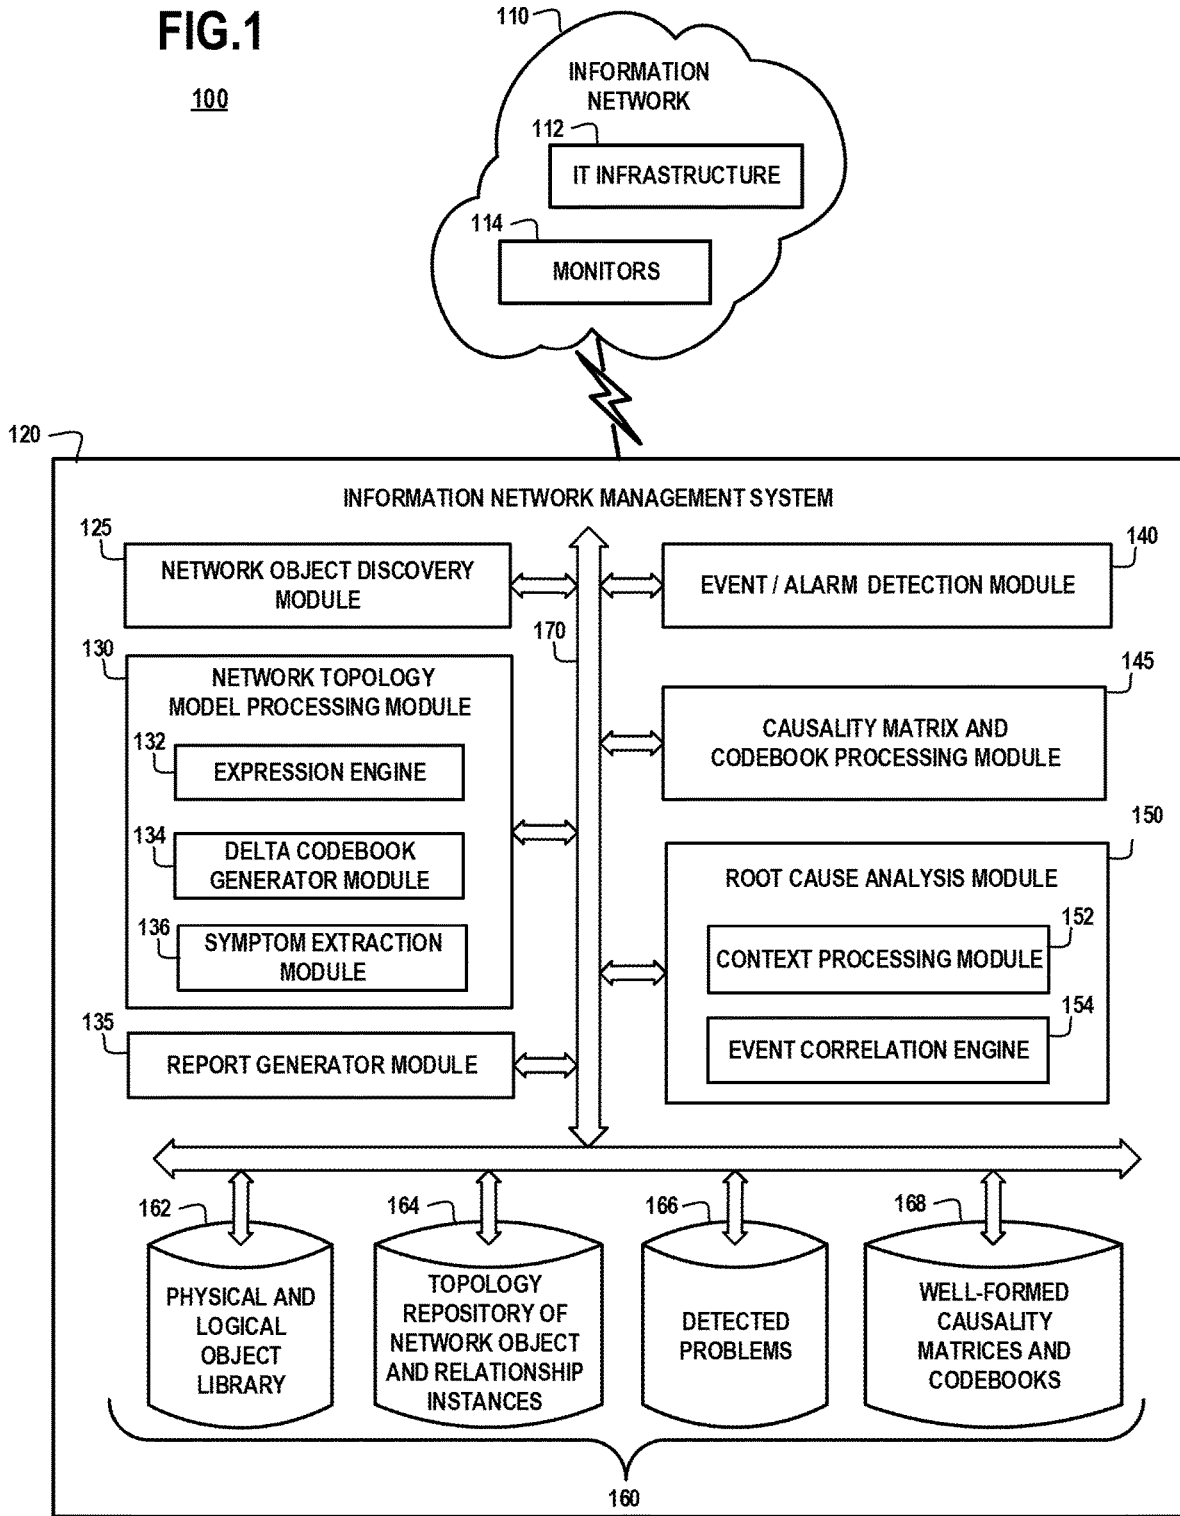 FIG.1
100
110
INFORMATION
NETWORK
112
IT INFRASTRUCTURE
114
MONITORS
120
INFORMATION NETWORK MANAGEMENT SYSTEM
125
NETWORK OBJECT DISCOVERY
MODULE
140
EVENT / ALARM DETECTION MODULE
170
130
NETWORK TOPOLOGY
MODEL PROCESSING MODULE
132
EXPRESSION ENGINE
134
DELTA CODEBOOK
GENERATOR MODULE
136
SYMPTOM EXTRACTION
MODULE
145
CAUSALITY MATRIX AND
CODEBOOK PROCESSING MODULE
150
ROOT CAUSE ANALYSIS MODULE
152
CONTEXT PROCESSING MODULE
154
EVENT CORRELATION ENGINE
135
REPORT GENERATOR MODULE
162
PHYSICAL AND
LOGICAL
OBJECT
LIBRARY
164
TOPOLOGY
REPOSITORY OF
NETWORK OBJECT
AND RELATIONSHIP
INSTANCES
166
DETECTED
PROBLEMS
168
WELL-FORMED
CAUSALITY
MATRICES AND
CODEBOOKS
160